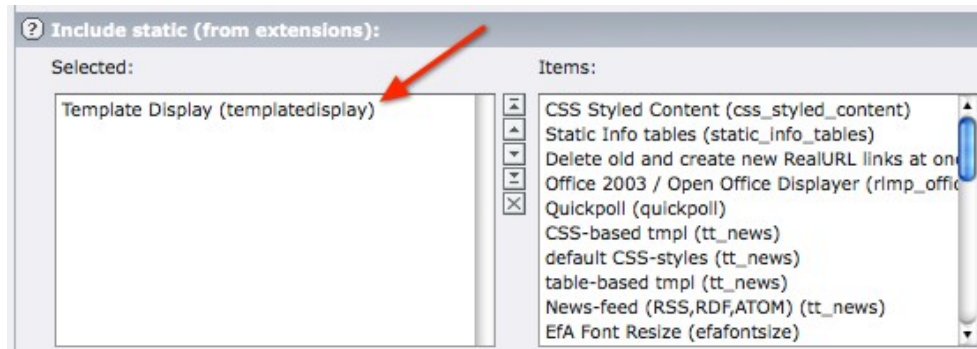 ? Include static (from extensions):
Selected:
Items:
Template Display (templatedisplay)
CSS Styled Content (css_styled_content)
Static Info tables (static_info_tables)
Delete old and create new RealURL links at
Office 2003 / Open Office Displayer
Quickpoll (quickpoll)
CSS-based tmpl (tt_news)
default CSS-styles (tt_news)
table-based tmpl (tt_news)
News-feed (RSS,RDF,ATOM) (tt_news)
EfA Font Resize (efafontsize)